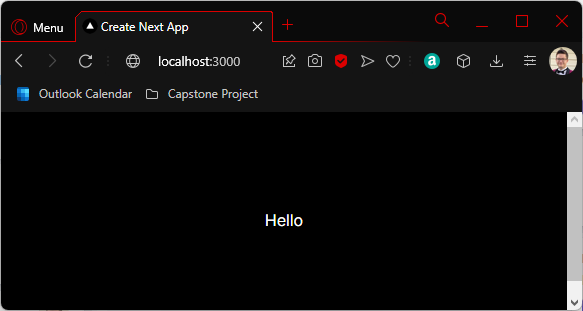 Menu
Create Next App
localhost:3000
Outlook Calendar
Capstone Project
Hello